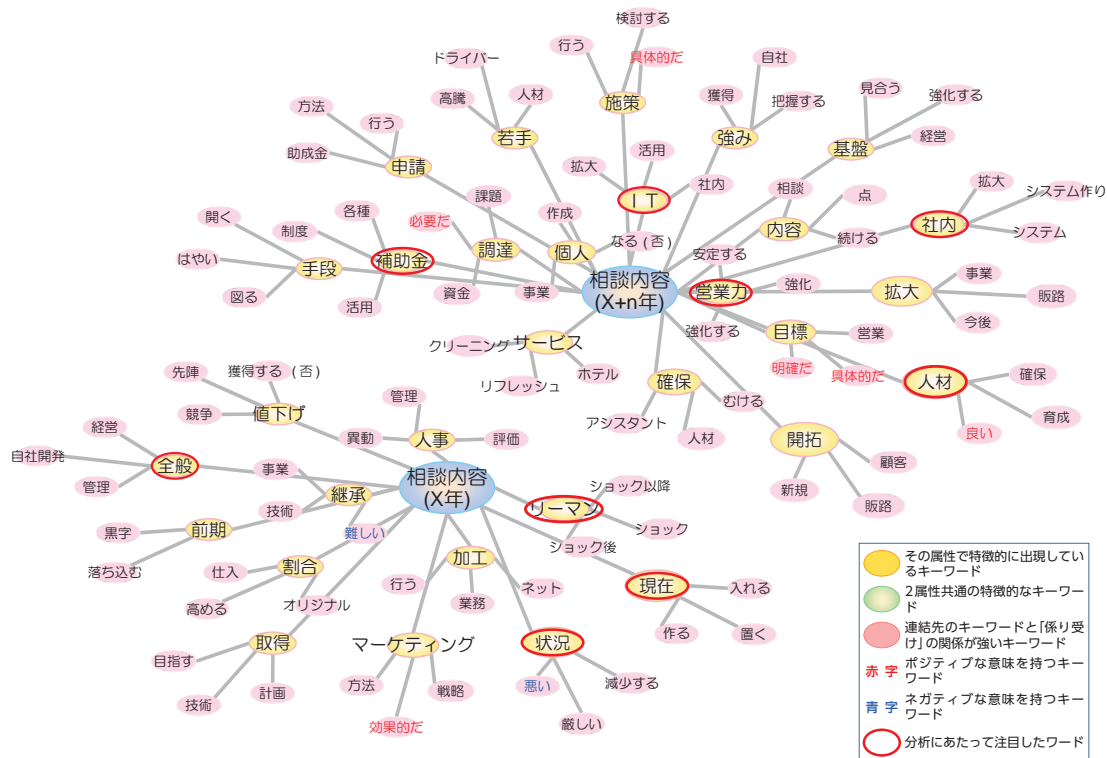 検討する
行う
具体的だ
施策
ドライバー
高騰
人材
若手
自社
獲得
把握する
強み
見合う
強化する
経営
基盤
方法
行う
助成金
申請
拡大
活用
IT
社内
相談
点
内容
続ける
拡大
システム作り
社内
システム
課題
必要だ
調達
資金
作成
個人
事業
なる(否)
安定する
開く
各種
制度
はやい
手段
補助金
図る
活用
相談内容
(X+n年)
営業力
強化
強化する
拡大
事業
販路
今後
目標
営業
明確だ
具体的だ
人材
確保
育成
良い
クリーニング
サービス
リフレッシュ
ホテル
確保
むける
アシスタント
人材
開拓
顧客
新規
販路
獲得する(否)
先陣
競争
値下げ
管理
異動
人事
評価
経営
自社開発
全般
管理
相談内容
(X年)
事業
継承
技術
黒字
前期
落ち込む
難しい
リーマン
ショック以降
ショック
ショック後
仕入
割合
高める
オリジナル
行う
加工
業務
ネット
現在
入れる
作る
置く
取得
目指す
技術
計画
マーケティング
方法
戦略
効果的だ
状況
悪い
減少する
厳しい
その属性で特徴的に出現してい
るキーワード
2属性共通の特徴的なキーワー
ド
連結先のキーワードと「係り受
け」の関係が強いキーワード
赤字 ポジティブな意味を持つキー
ワード
青字 ネガティブな意味を持つキー
ワード
分析にあたって注目したワード